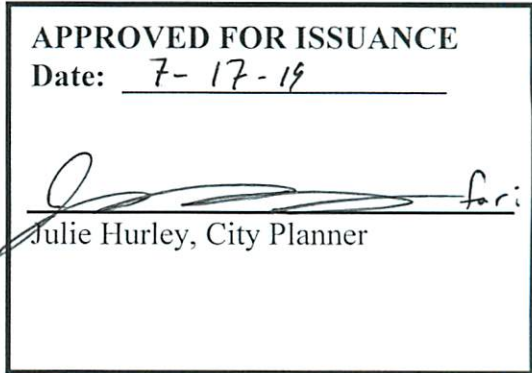 APPROVED FOR ISSUANCE
Date: 7-17-19
for:
Julie Hurley, City Planner